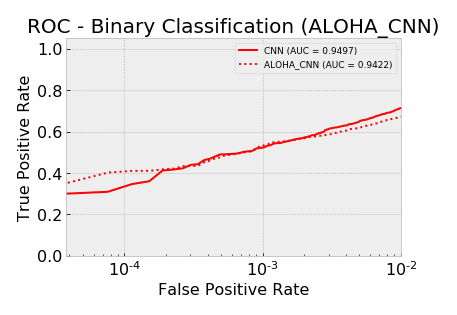 ROC - Binary Classification (ALOHA_CNN)
CNN (AUC = 0.9497)
ALOHA_CNN (AUC = 0.9422)
True Positive Rate
1.0
0.8
0.6
0.4
0.2
0.0
10^-4 10^-3 10^-2
False Positive Rate